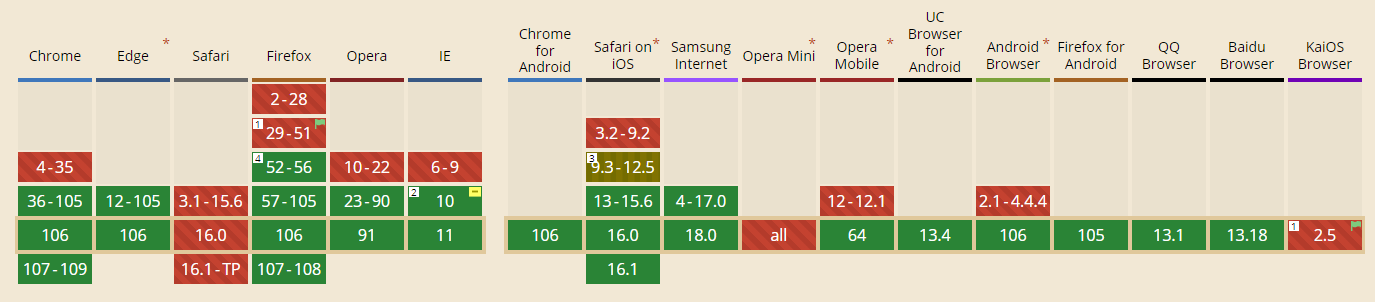 Chrome
Edge *
Safari
Firefox
Opera
IE
Chrome
for
Android
Safari on *
iOS
Samsung
Internet
Opera Mini *
Opera *
Mobile
UC
Browser
for
Android
Android *
Browser
Firefox for
Android
QQ
Browser
Baidu
Browser
KaiOS
Browser
2-28
1 29-51 3.2-9.2
4-35 4 52-56 10-22 6-9 3 9.3-12.5
36-105 12-105 3.1-15.6 57-105 23-90 2 10 13-15.6 4-17.0 12-12.1 2.1-4.4.4
106 106 16.0 106 91 11 106 16.0 18.0 all 64 13.4 106 105 13.1 13.18 1 2.5
107-109 16.1-TP 107-108 16.1